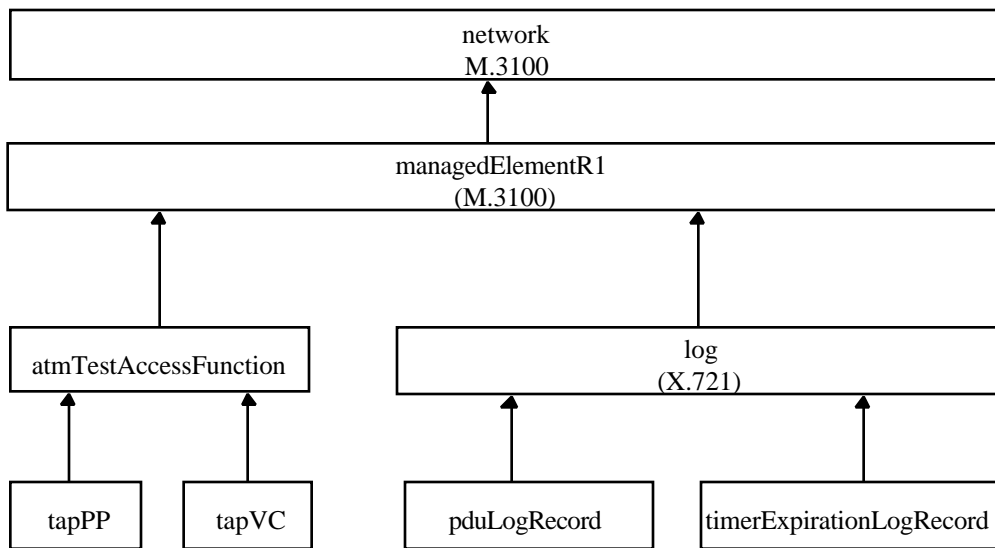 network
M.3100
managedElementR1
(M.3100)
atmTestAccessFunction
log
(X.721)
tapPP
tapVC
pduLogRecord
timerExpirationLogRecord